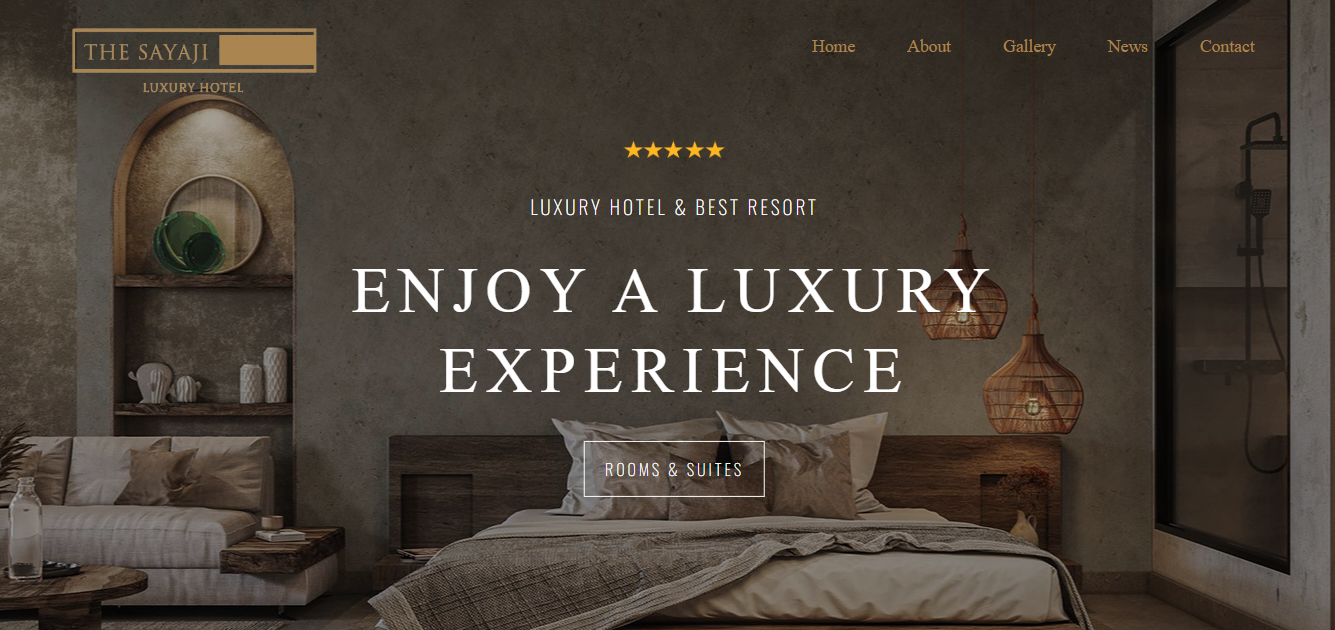 THE SAYAJI
LUXURY HOTEL
Home About Gallery News Contact
LUXURY HOTEL & BEST RESORT
ENJOY A LUXURY
EXPERIENCE
ROOMS & SUITES